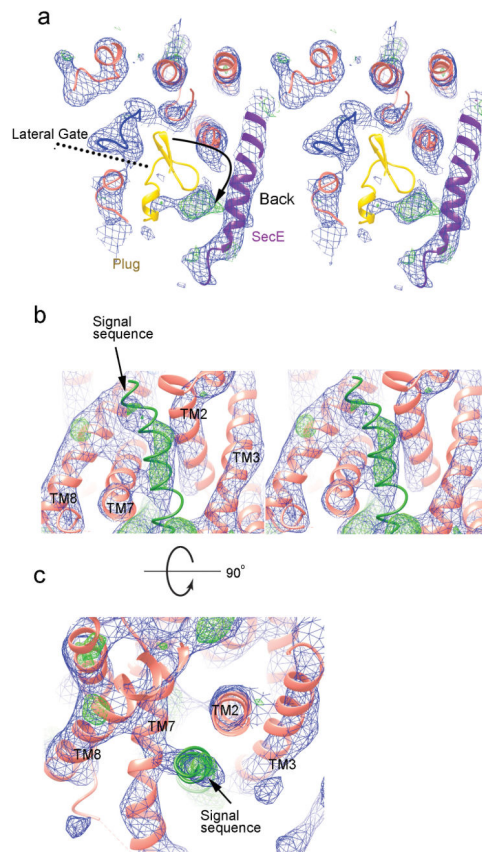 a
Lateral Gate
Back
SecE
Plug
b
Signal
sequence
TM2
TM3
TM8
TM7
90°
c
TM7
TM2
TM8
TM3
Signal
sequence